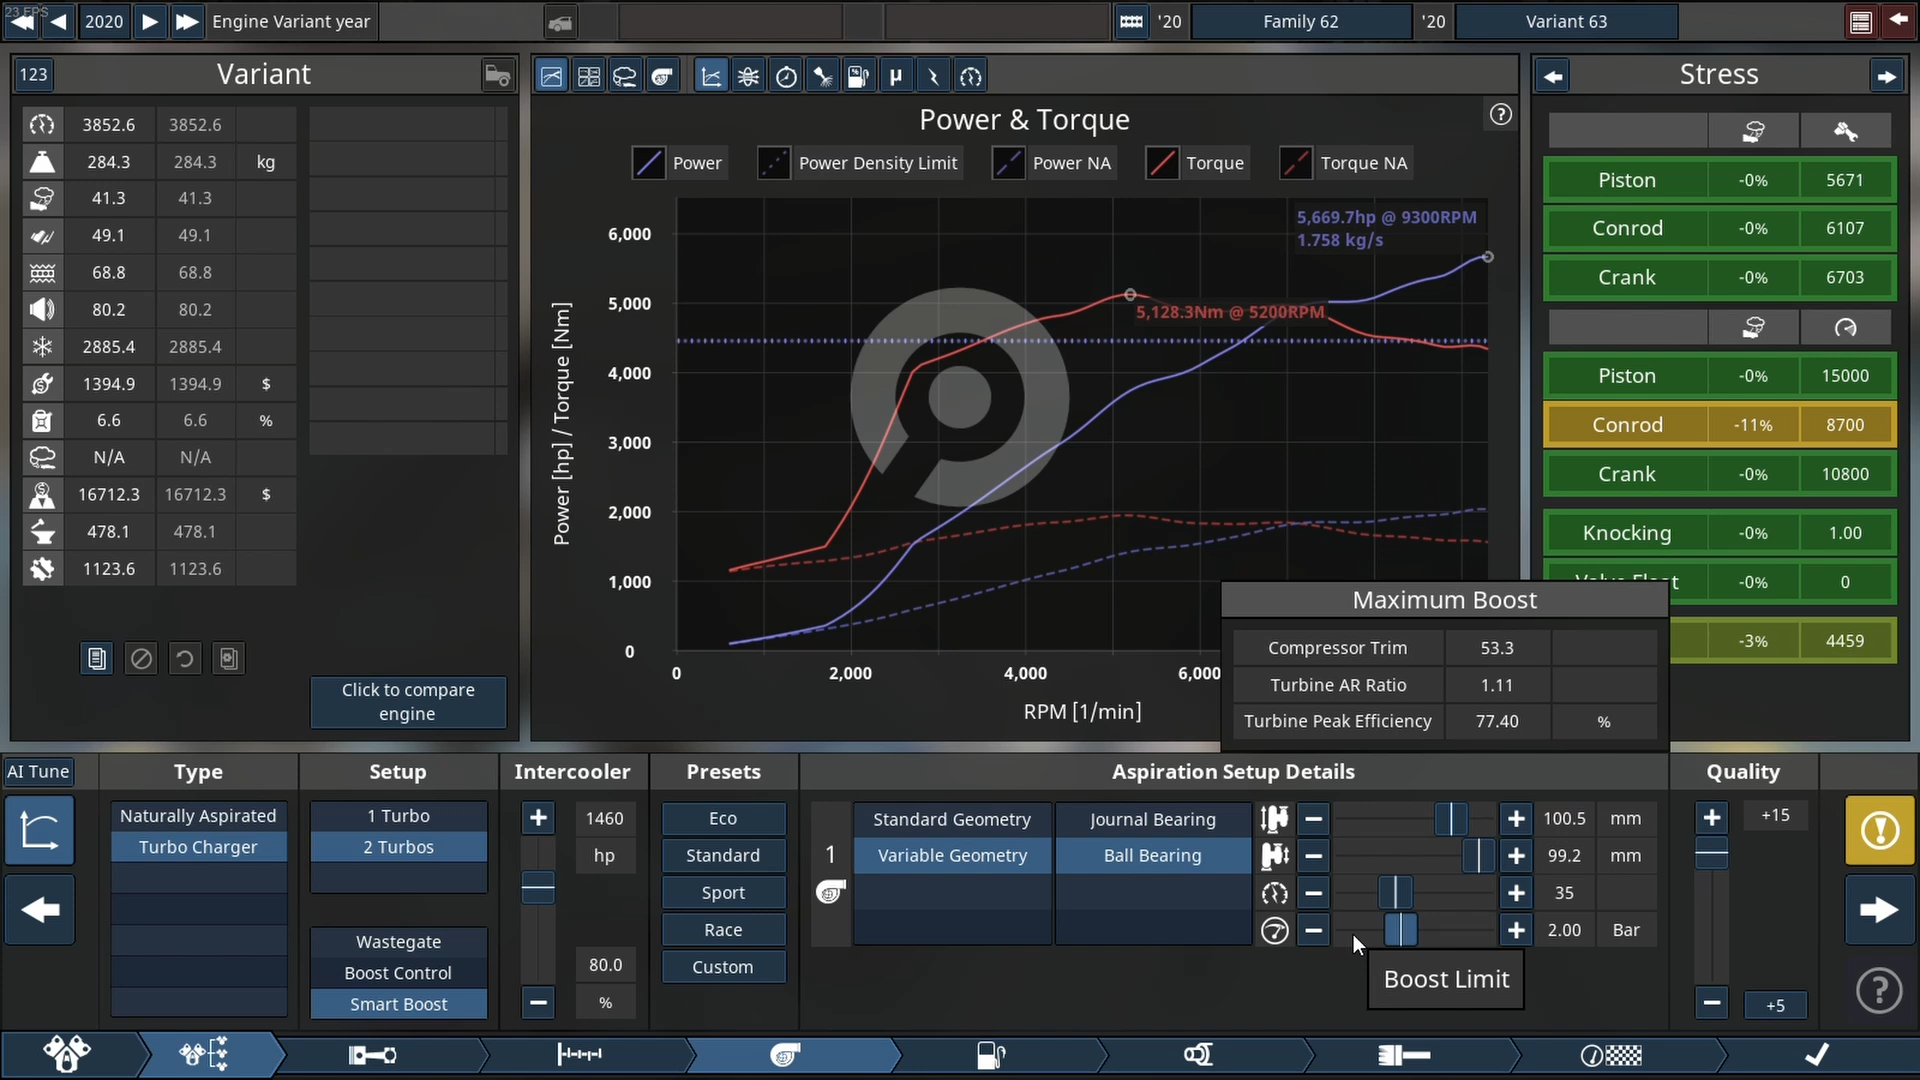 23 FPS
2020
Engine Variant year
'20
Family 62
'20
Variant 63
123
Variant
3852.6 3852.6
284.3 284.3 kg
41.3 41.3
49.1 49.1
68.8 68.8
80.2 80.2
2885.4 2885.4
1394.9 1394.9 $
6.6 6.6 %
N/A N/A
16712.3 16712.3 $
478.1 478.1
1123.6 1123.6
Click to compare
engine
μ
Power & Torque
?
Power
Power Density Limit
Power NA
Torque
Torque NA
5,669.7hp @ 9300RPM
1.758 kg/s
5,128.3Nm @ 5200RPM
Power [hp] / Torque [Nm]
6,000
5,000
4,000
3,000
2,000
1,000
0
0 2,000 4,000 6,000
RPM [1/min]
Stress
Piston -0% 5671
Conrod -0% 6107
Crank -0% 6703
Piston -0% 15000
Conrod -11% 8700
Crank -0% 10800
Knocking -0% 1.00
-0% 0
-3% 4459
Maximum Boost
Compressor Trim 53.3
Turbine AR Ratio 1.11
Turbine Peak Efficiency 77.40 %
AI Tune
Type
Naturally Aspirated
Turbo Charger
Setup
1 Turbo
2 Turbos
Wastegate
Boost Control
Smart Boost
Intercooler
1460
hp
80.0
%
Presets
Eco
Standard
Sport
Race
Custom
Aspiration Setup Details
1
Standard Geometry
Variable Geometry
Journal Bearing
Ball Bearing
100.5 mm
99.2 mm
35
2.00 Bar
Boost Limit
Quality
+15
+5
?